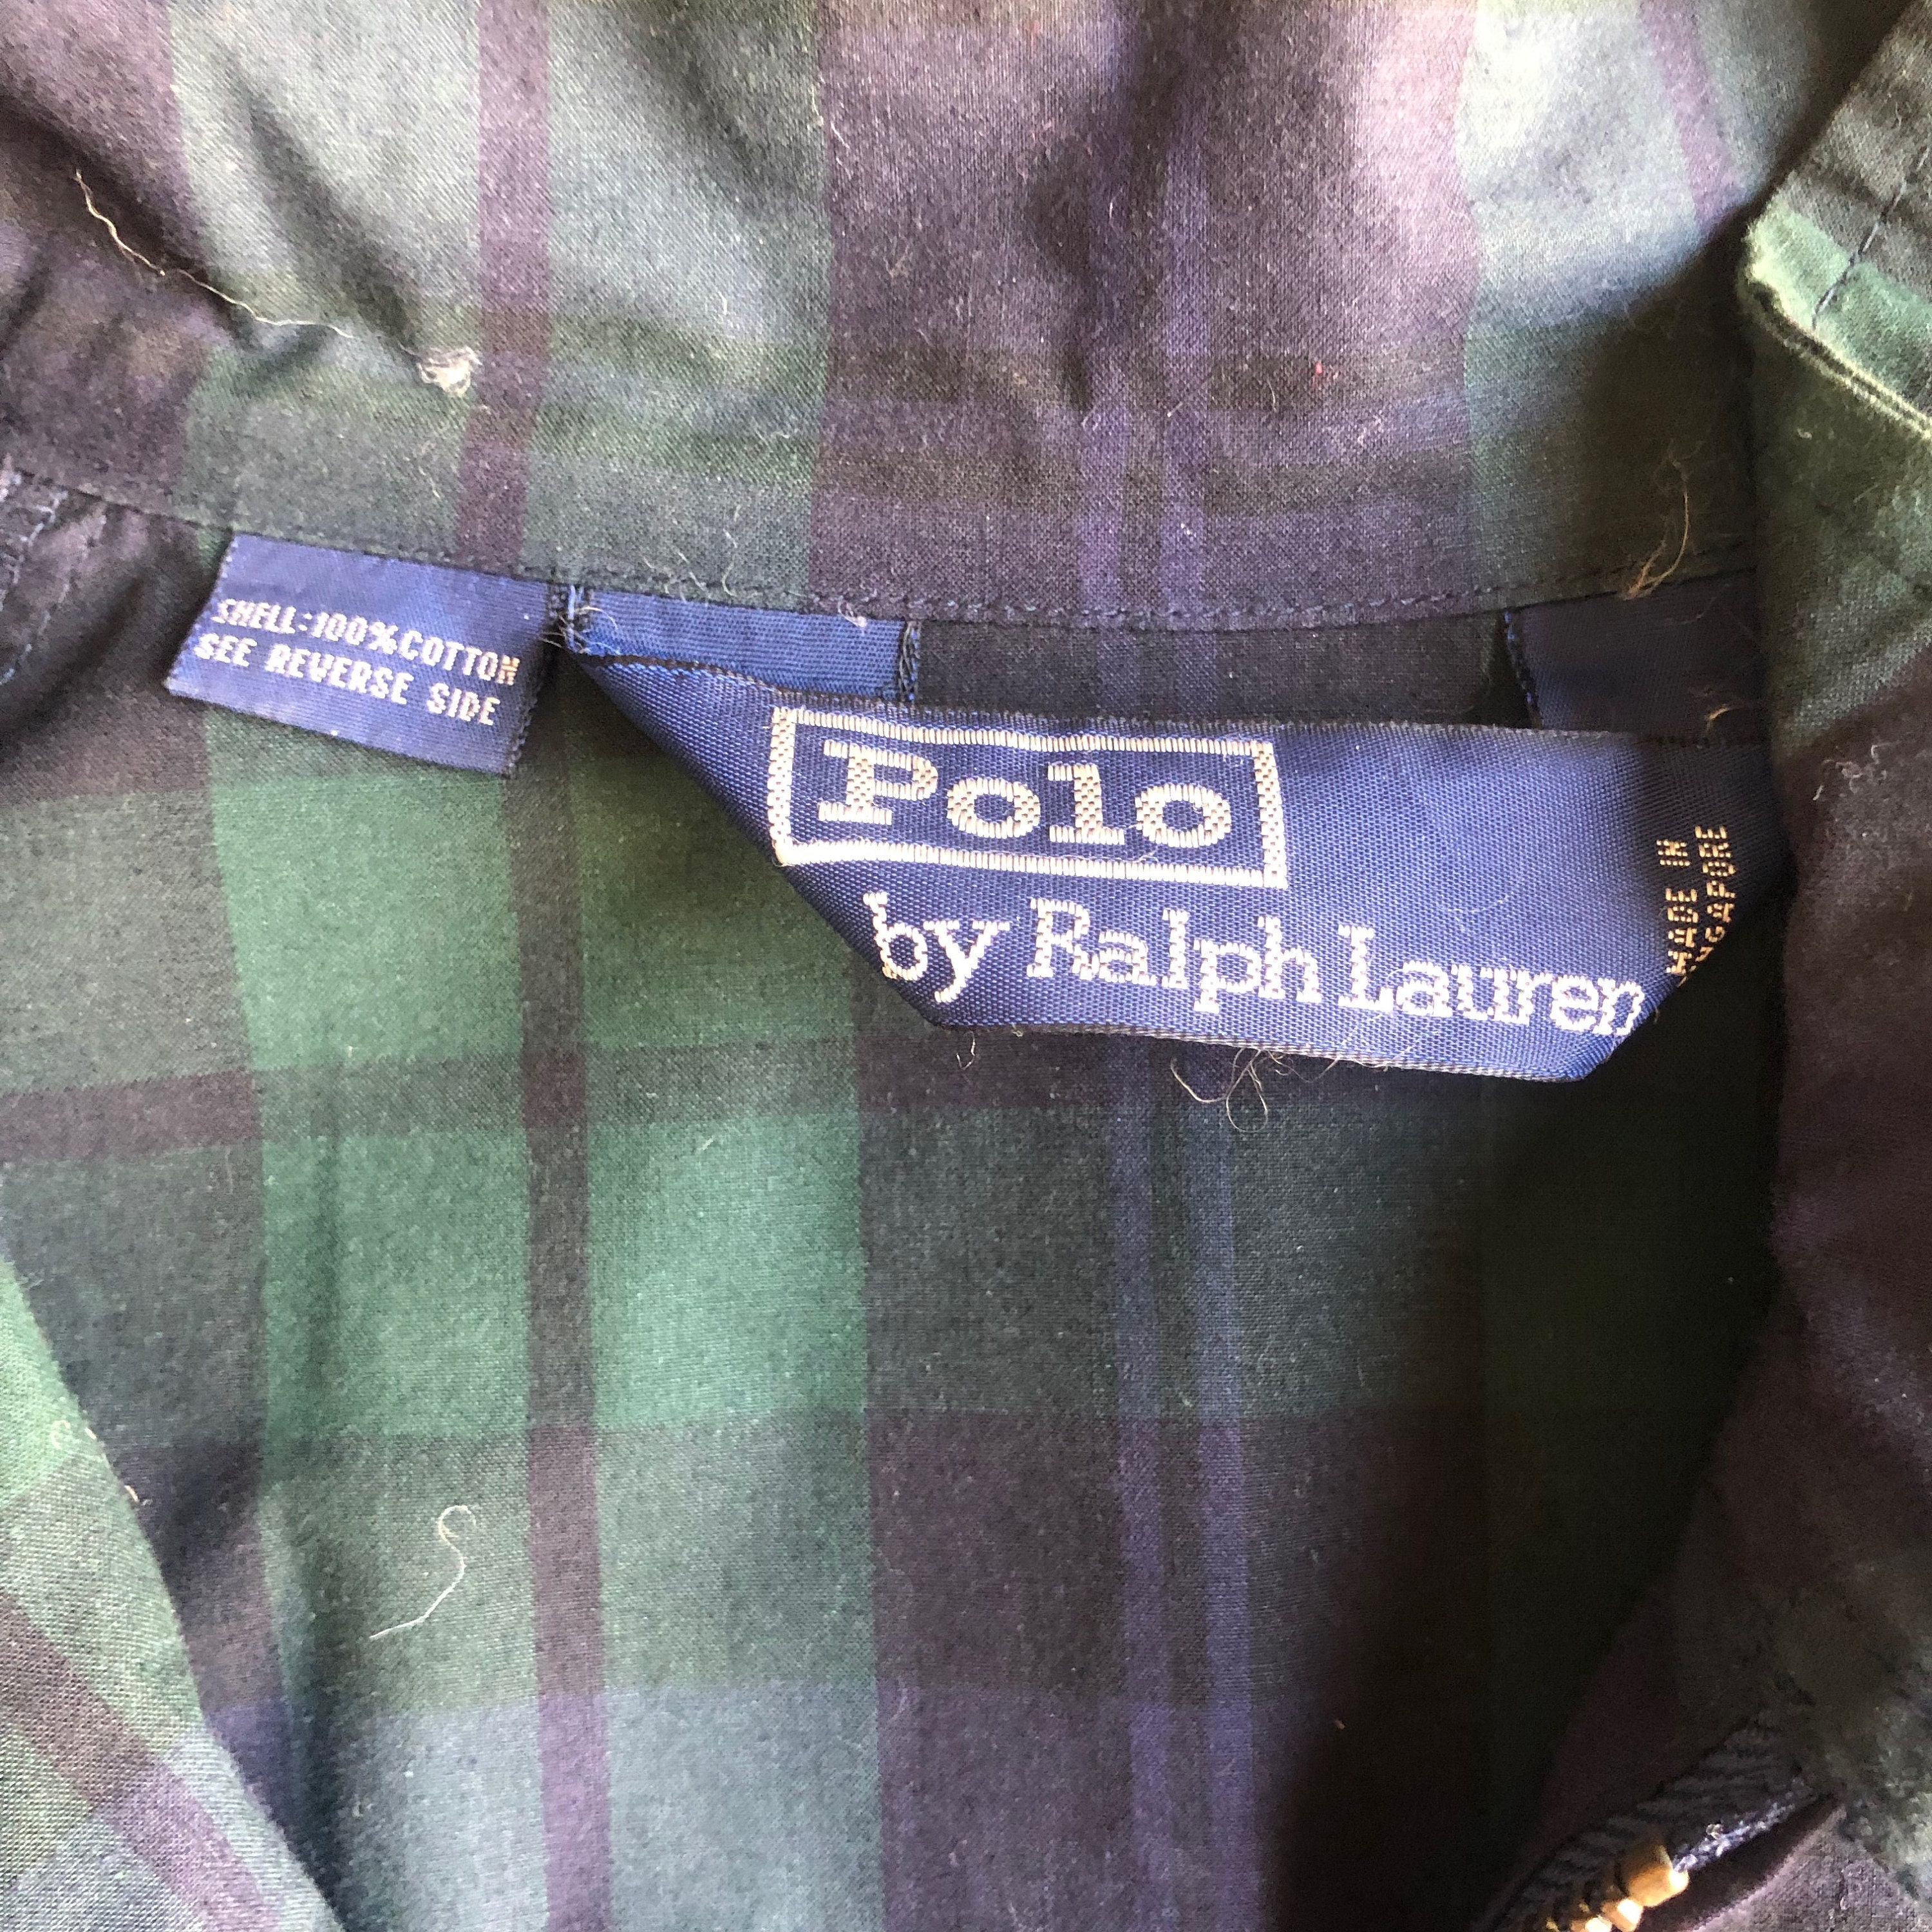 SHELL:100%COTTON
SEE REVERSE SIDE
Polo
by Ralph Lauren
MADE IN
SINGAPORE